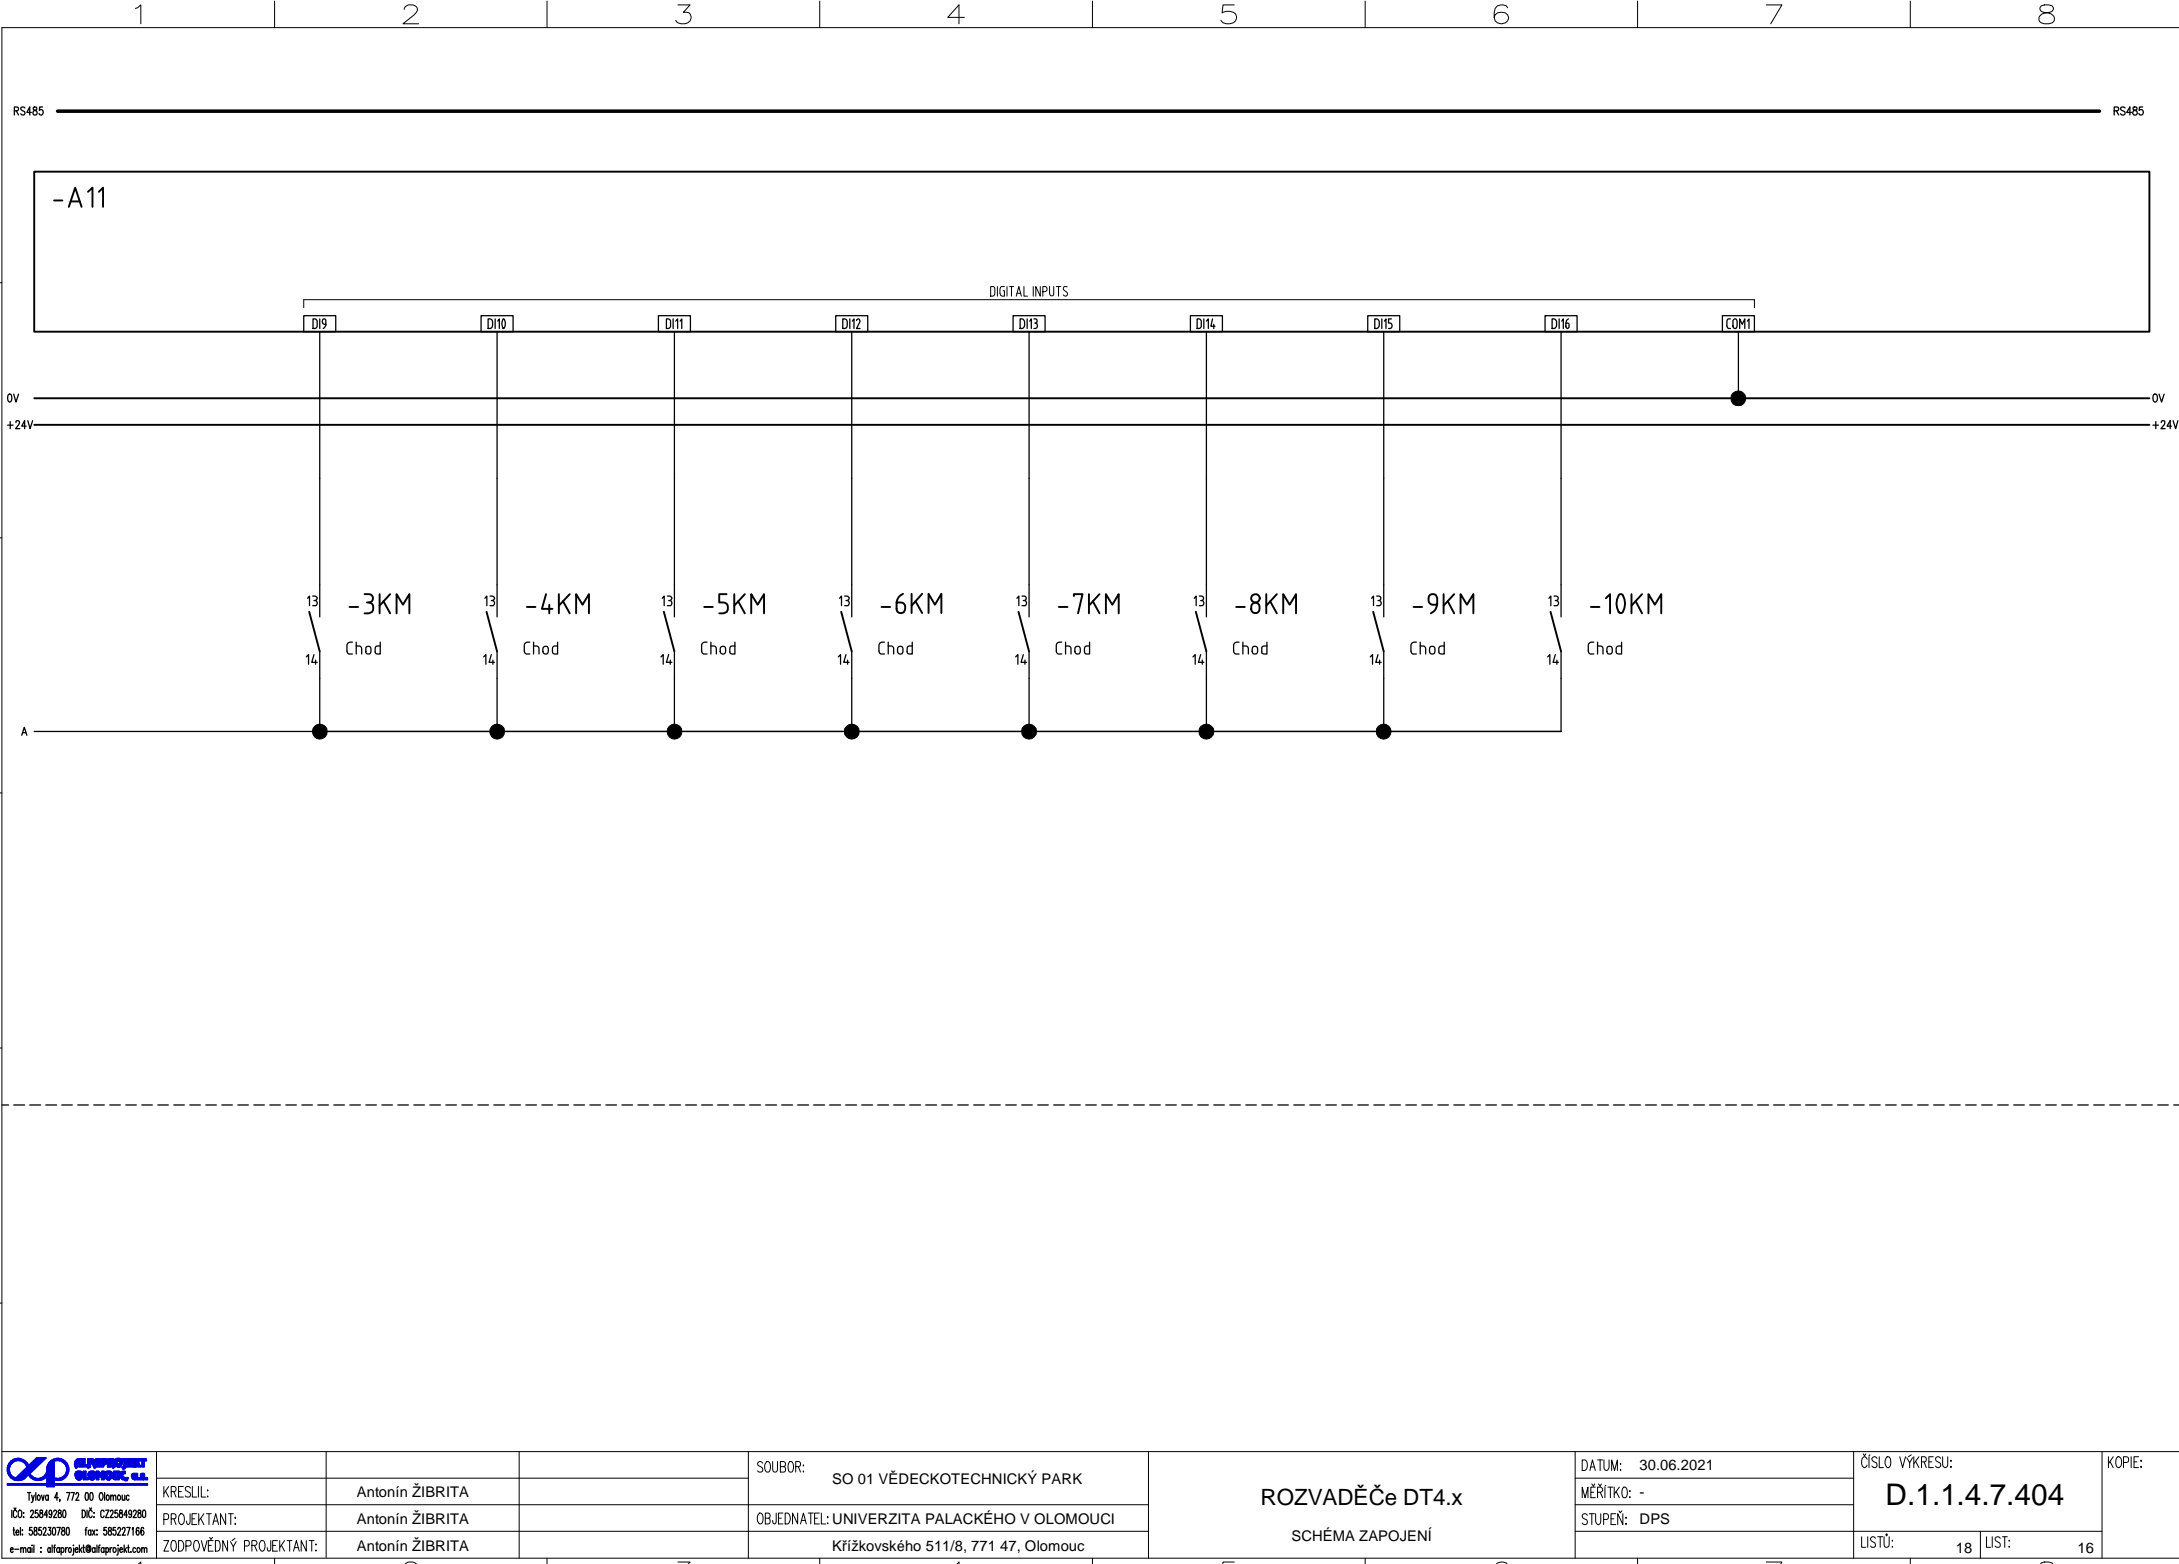 1 2 3 4 5 6 7 8
RS485 RS485
-A11
DIGITAL INPUTS
DI9 DI10 DI11 DI12 DI13 DI14 DI15 DI16 COM1
0V 0V
+24V +24V
13 -3KM 13 -4KM 13 -5KM 13 -6KM 13 -7KM 13 -8KM 13 -9KM 13 -10KM
Chod Chod Chod Chod Chod Chod Chod Chod
14 14 14 14 14 14 14 14
A
ALFAPROJEKT
OLOMOUC, a.s.
Tylova 4, 772 00 Olomouc
IČO: 25849280 DIČ: CZ25849280
tel: 585230780 fax: 585227166
e-mail : alfaprojekt@alfaprojekt.com
KRESLIL: Antonín ŽIBRITA
PROJEKTANT: Antonín ŽIBRITA
ZODPOVĚDNÝ PROJEKTANT: Antonín ŽIBRITA
SOUBOR:
SO 01 VĚDECKOTECHNICKÝ PARK
OBJEDNATEL: UNIVERZITA PALACKÉHO V OLOMOUCI
Křížkovského 511/8, 771 47, Olomouc
ROZVADĚČe DT4.x
SCHÉMA ZAPOJENÍ
DATUM: 30.06.2021
MĚŘÍTKO: -
STUPEŇ: DPS
ČÍSLO VÝKRESU:
D.1.1.4.7.404
LISTŮ: 18 LIST: 16
KOPIE: